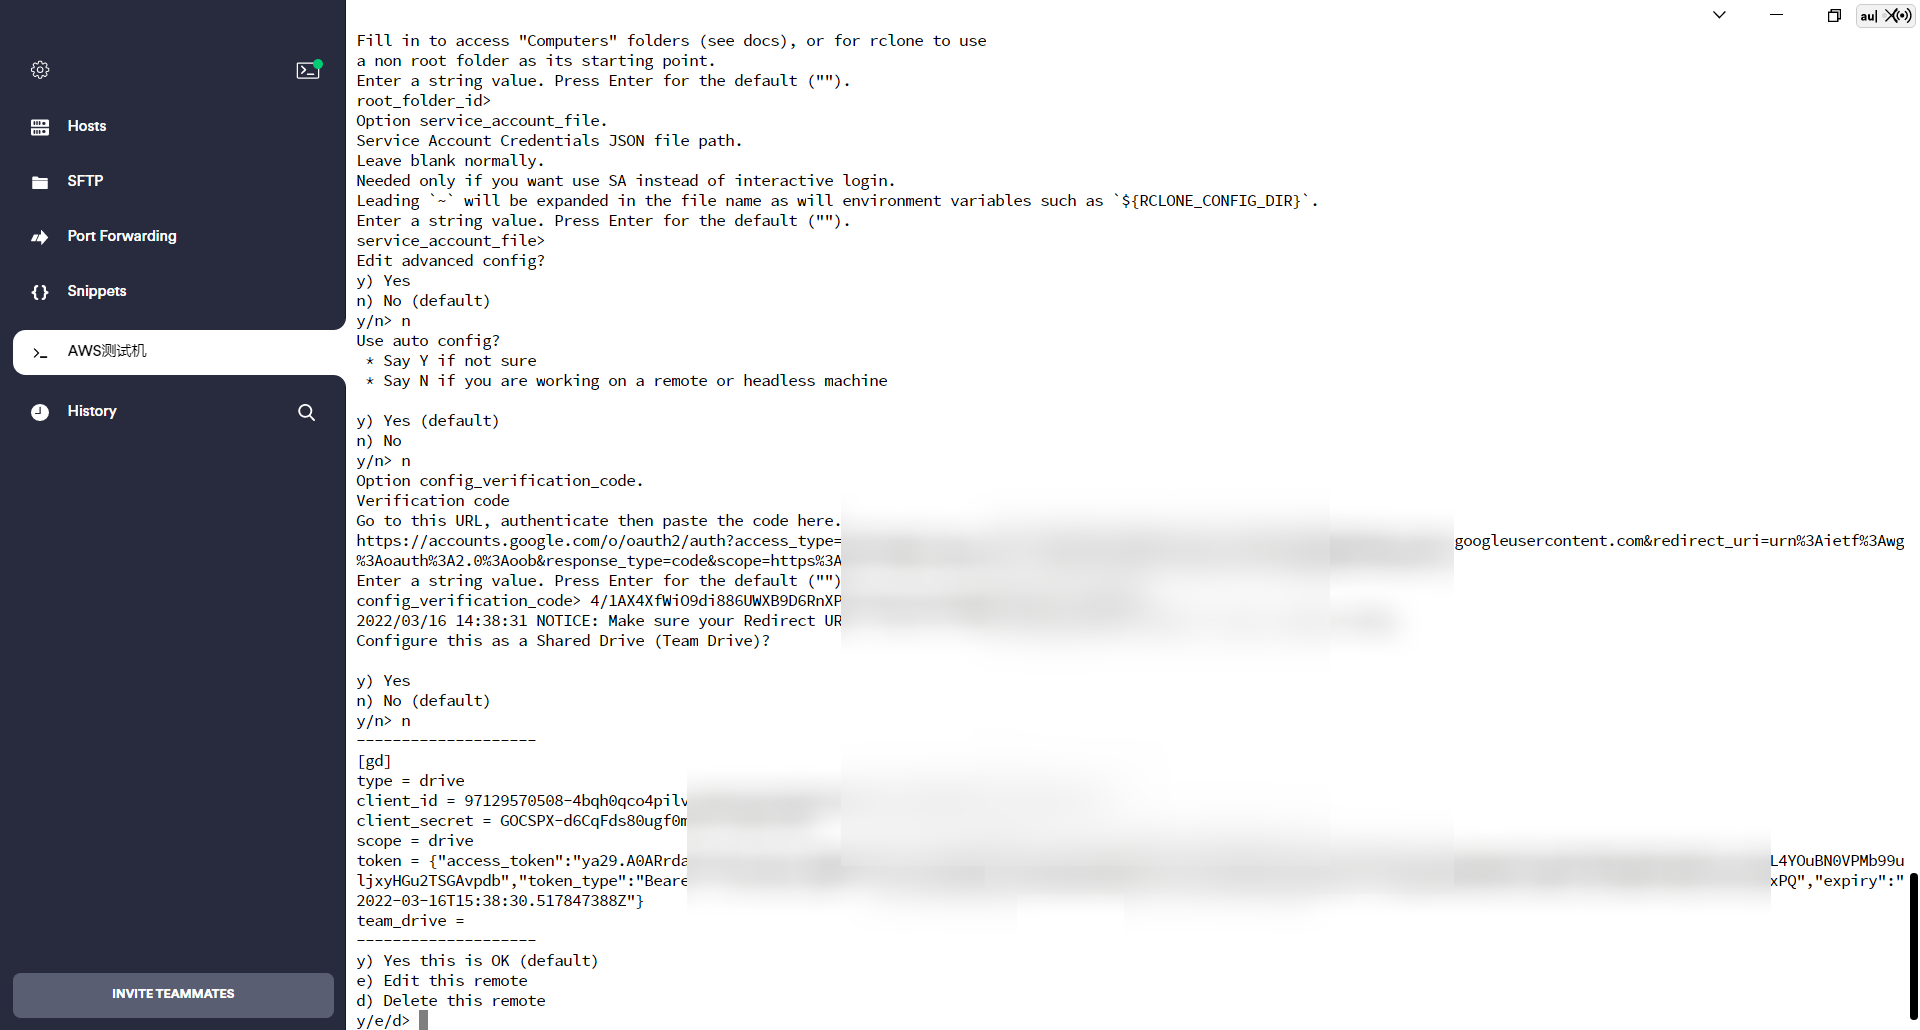 au|
Hosts
SFTP
Port Forwarding
Snippets
AWS测试机
History
INVITE TEAMMATES
Fill in to access "Computers" folders (see docs), or for rclone to use
a non root folder as its starting point.
Enter a string value. Press Enter for the default ("").
root_folder_id>
Option service_account_file.
Service Account Credentials JSON file path.
Leave blank normally.
Needed only if you want use SA instead of interactive login.
Leading `~` will be expanded in the file name as will environment variables such as `${RCLONE_CONFIG_DIR}`.
Enter a string value. Press Enter for the default ("").
service_account_file>
Edit advanced config?
y) Yes
n) No (default)
y/n> n
Use auto config?
* Say Y if not sure
* Say N if you are working on a remote or headless machine
y) Yes (default)
n) No
y/n> n
Option config_verification_code.
Verification code
Go to this URL, authenticate then paste the code here.
https://accounts.google.com/o/oauth2/auth?access_type= googleusercontent.com&redirect_uri=urn%3Aietf%3Awg
%3Aoauth%3A2.0%3Aoob&response_type=code&scope=https%3A
Enter a string value. Press Enter for the default ("")
config_verification_code> 4/1AX4XfWiO9di886UWXB9D6RnXP
2022/03/16 14:38:31 NOTICE: Make sure your Redirect UR
Configure this as a Shared Drive (Team Drive)?
y) Yes
n) No (default)
y/n> n
--------------------
[gd]
type = drive
client_id = 97129570508-4bqh0qco4pilv
client_secret = GOCSPX-d6CqFds80ugf0m
scope = drive
token = {"access_token":"ya29.A0ARrda L4YOuBN0VPMb99u
ljxyHGu2TSGAvpdb","token_type":"Beare xPQ","expiry":"
2022-03-16T15:38:30.517847388Z"}
team_drive =
--------------------
y) Yes this is OK (default)
e) Edit this remote
d) Delete this remote
y/e/d>